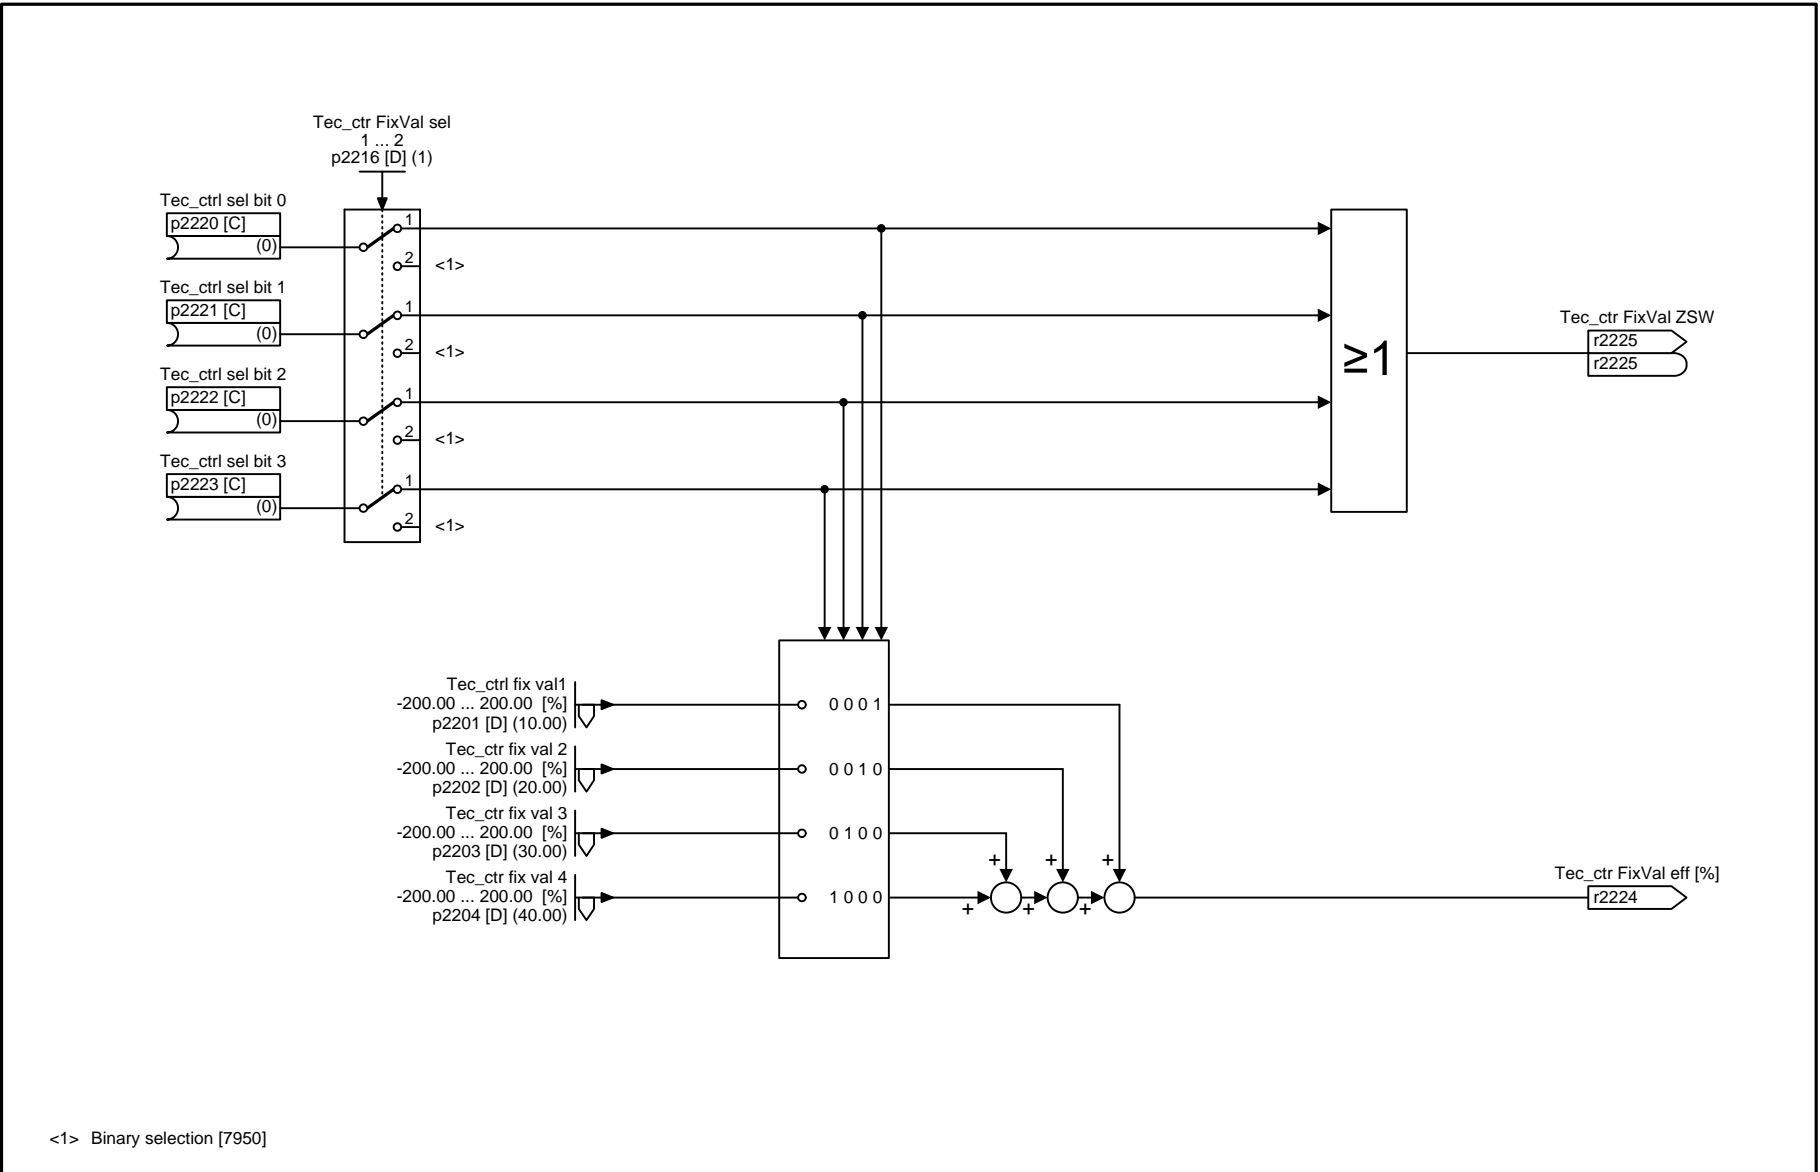 Tec_ctr FixVal sel
1 ... 2
p2216 [D] (1)
Tec_ctrl sel bit 0
p2220 [C]
(0)
1
2
<1>
Tec_ctrl sel bit 1
p2221 [C]
(0)
1
2
<1>
Tec_ctrl sel bit 2
p2222 [C]
(0)
1
2
<1>
Tec_ctrl sel bit 3
p2223 [C]
(0)
1
2
<1>
≥1
Tec_ctr FixVal ZSW
r2225
r2225
Tec_ctrl fix val1
-200.00 ... 200.00 [%]
p2201 [D] (10.00)
0 0 0 1
Tec_ctr fix val 2
-200.00 ... 200.00 [%]
p2202 [D] (20.00)
0 0 1 0
Tec_ctr fix val 3
-200.00 ... 200.00 [%]
p2203 [D] (30.00)
0 1 0 0
Tec_ctr fix val 4
-200.00 ... 200.00 [%]
p2204 [D] (40.00)
1 0 0 0
+ + +
+ + +
Tec_ctr FixVal eff [%]
r2224
<1> Binary selection [7950]